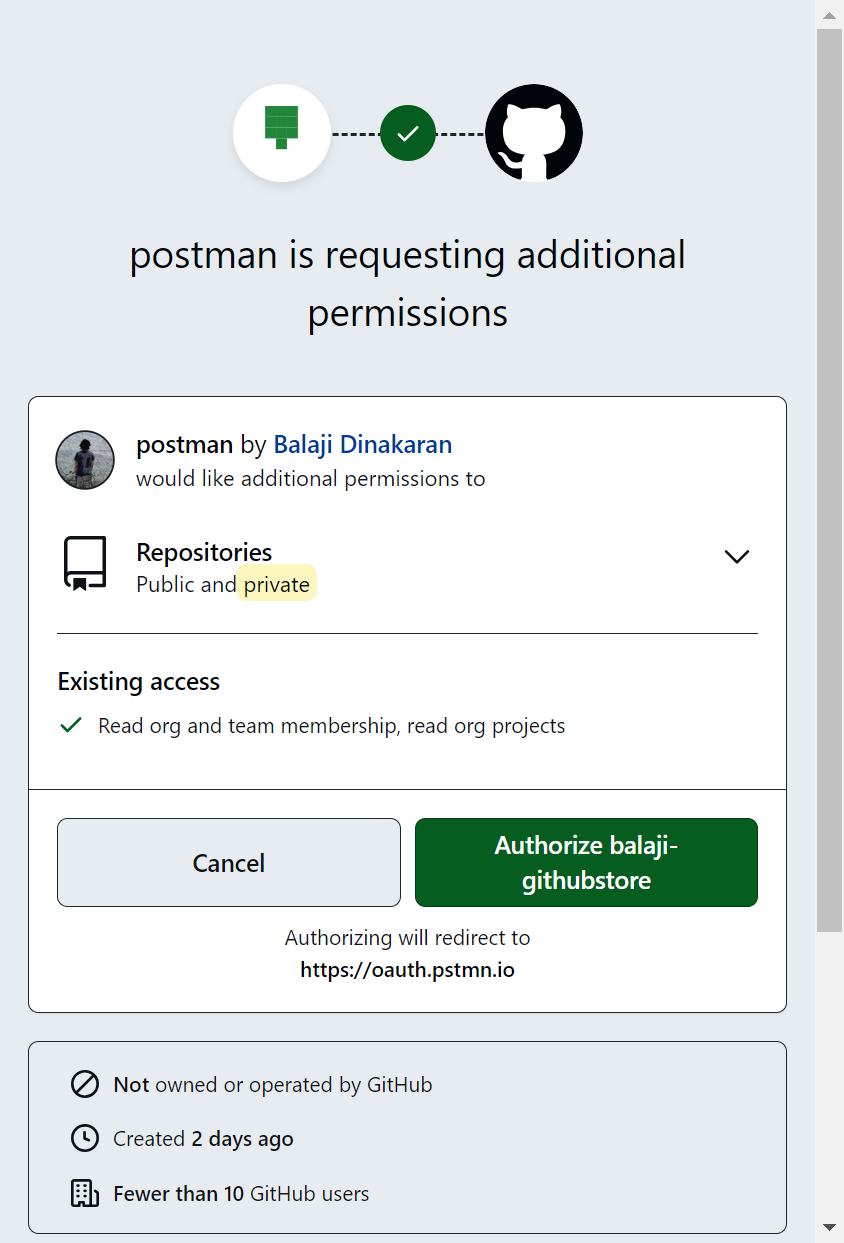 postman is requesting additional
permissions
postman by Balaji Dinakaran
would like additional permissions to
Repositories
Public and private
Existing access
Read org and team membership, read org projects
Cancel
Authorize balaji-
githubstore
Authorizing will redirect to
https://oauth.pstmn.io
Not owned or operated by GitHub
Created 2 days ago
Fewer than 10 GitHub users